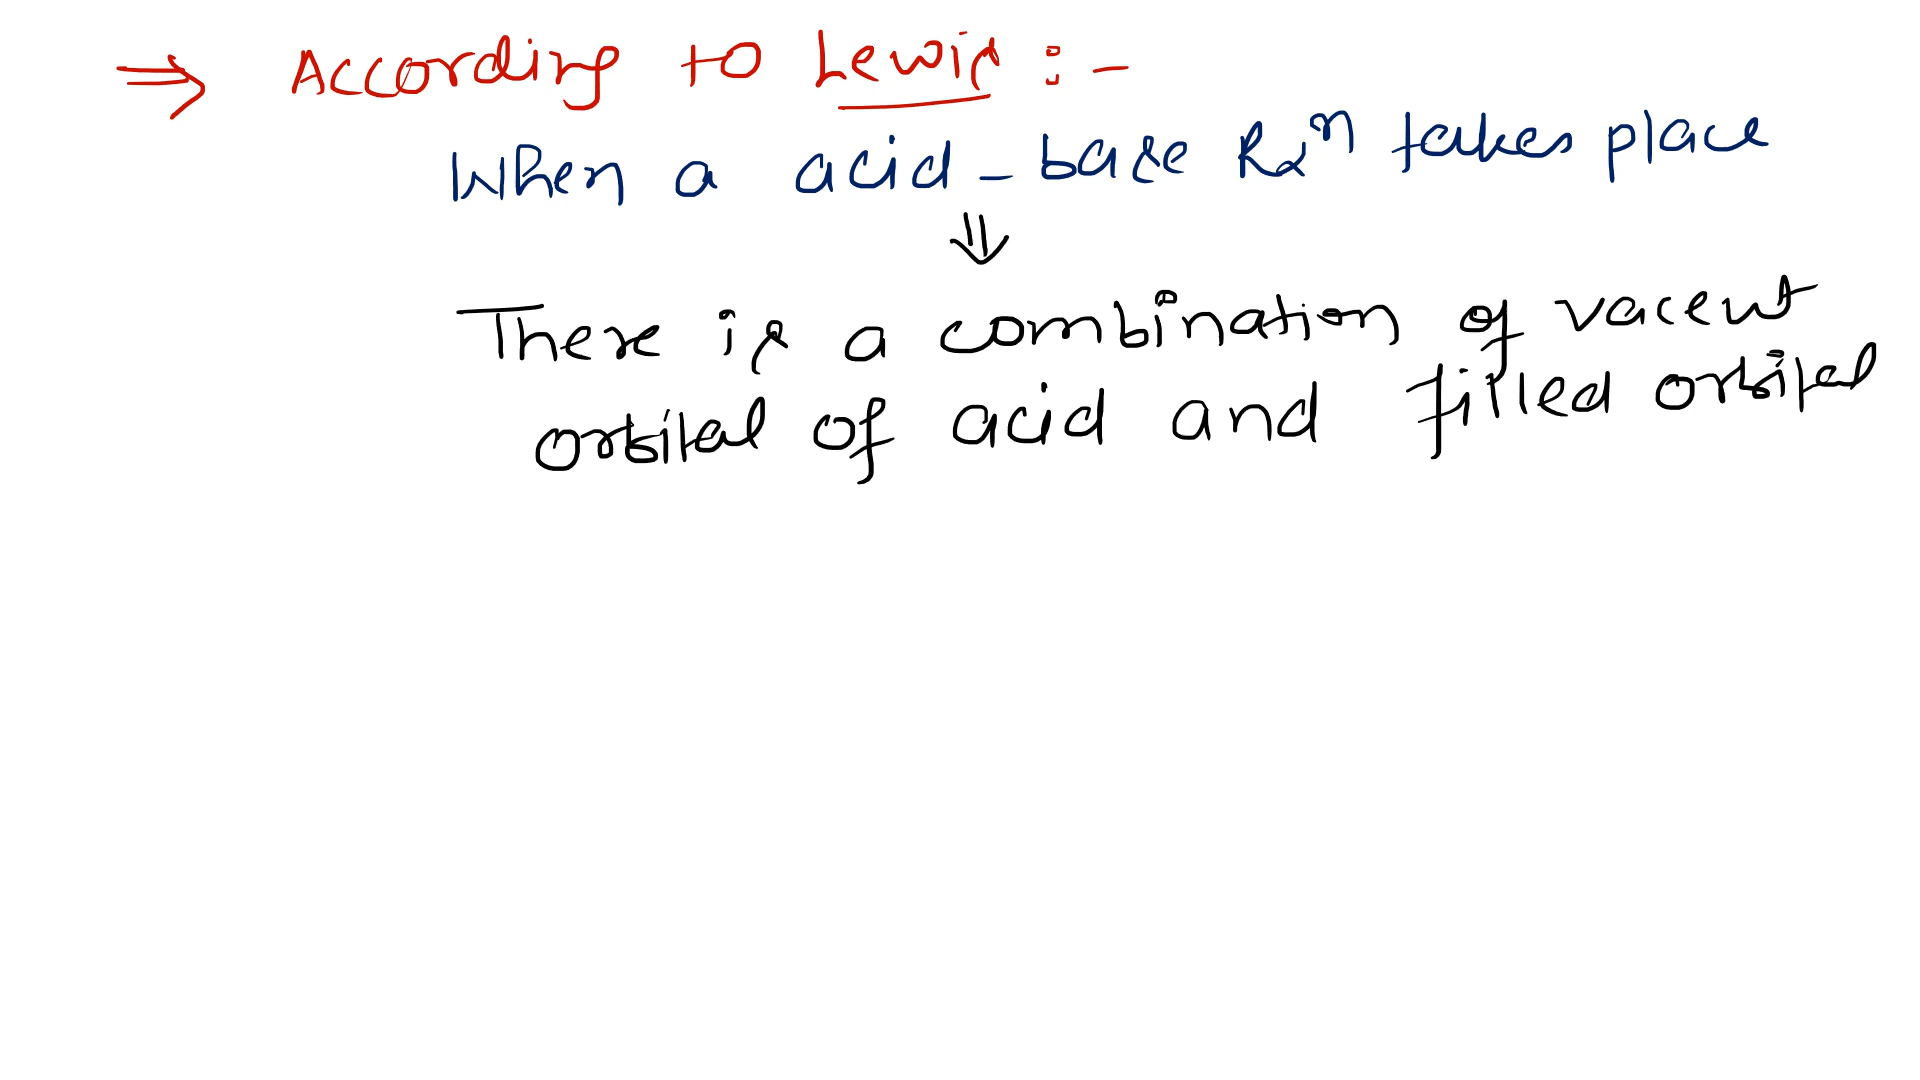 ⇒ According to Lewis :-
When a acid - base Rxⁿ takes place
⇓
There is a combination of vacent
orbital of acid and filled orbital